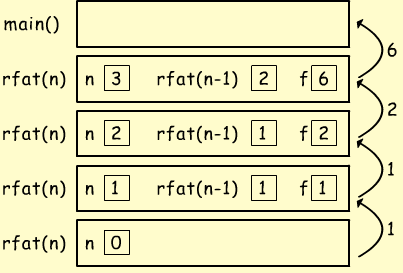 main()
6
rfat(n) n 3 rfat(n-1) 2 f 6
2
rfat(n) n 2 rfat(n-1) 1 f 2
1
rfat(n) n 1 rfat(n-1) 1 f 1
1
rfat(n) n 0